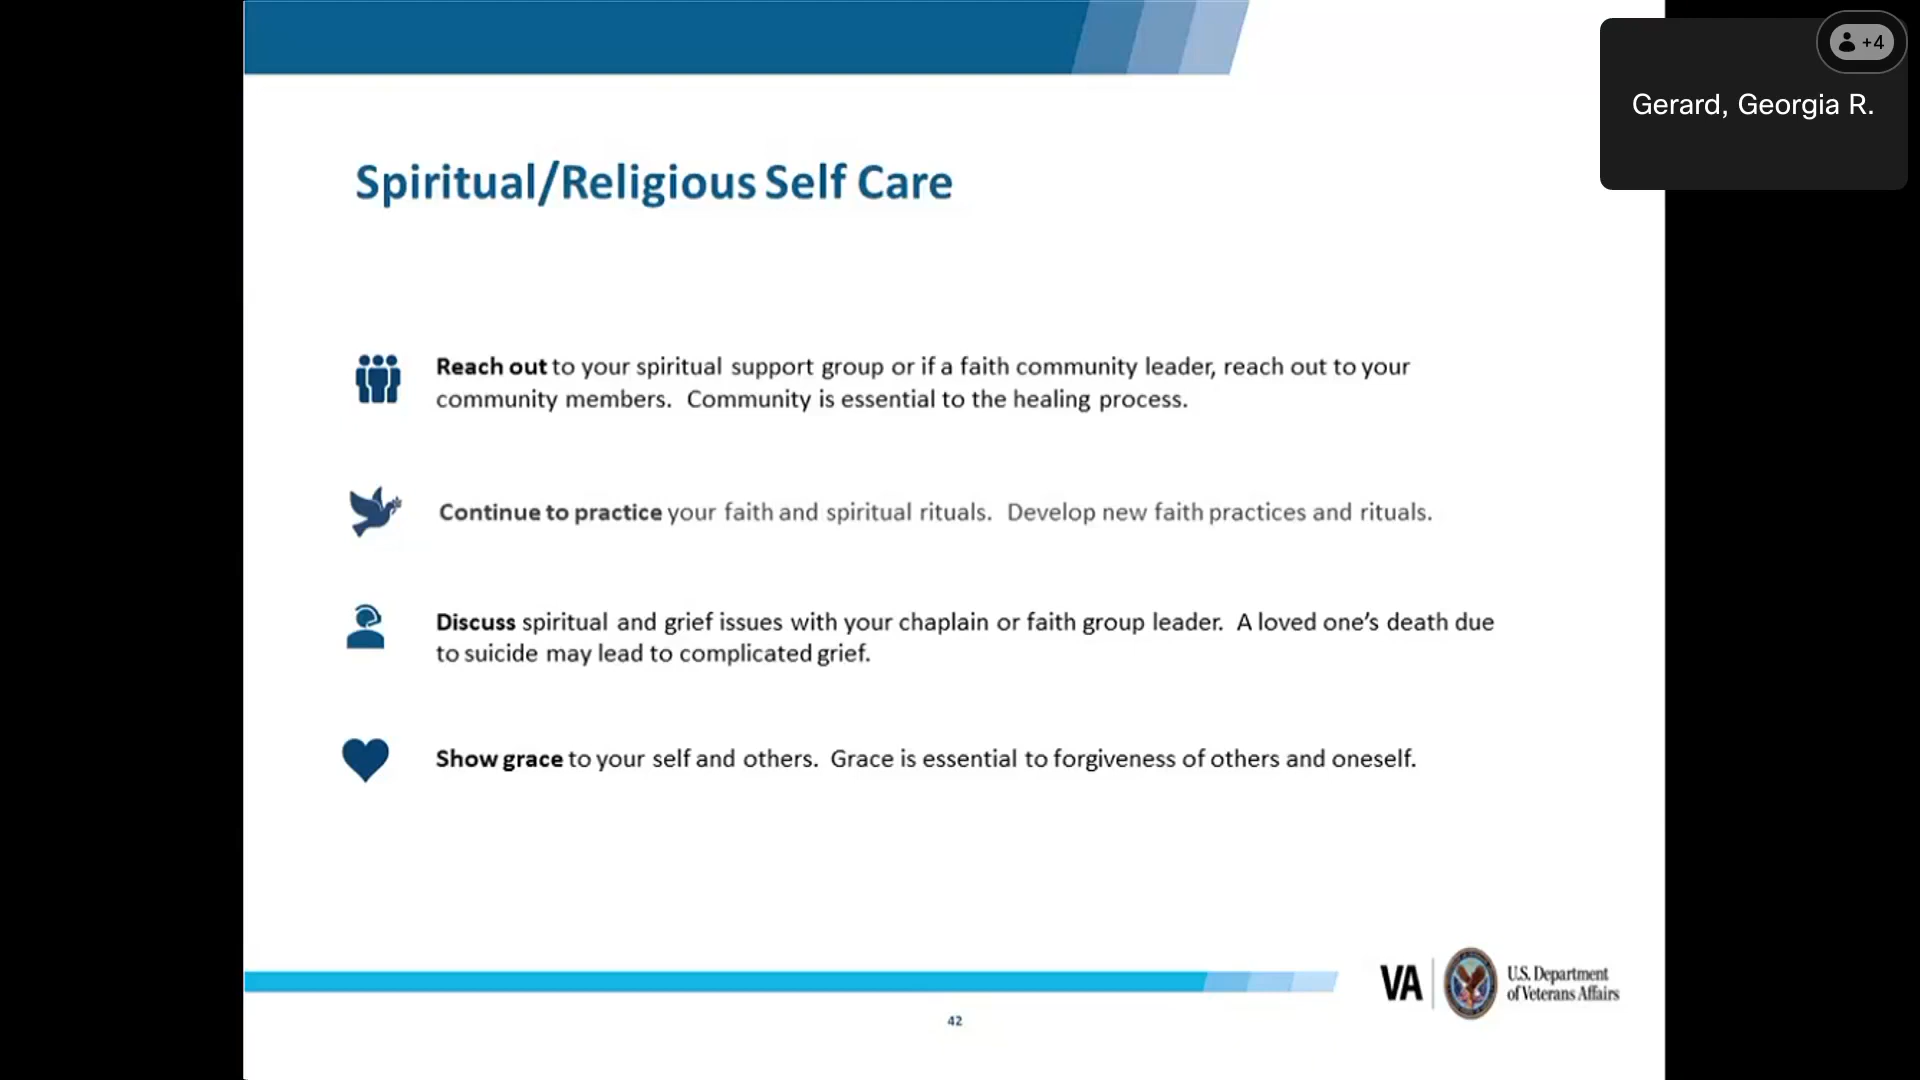 +4
Gerard, Georgia R.
Spiritual/Religious Self Care
Reach out to your spiritual support group or if a faith community leader, reach out to your
community members.  Community is essential to the healing process.
Continue to practice your faith and spiritual rituals.  Develop new faith practices and rituals.
Discuss spiritual and grief issues with your chaplain or faith group leader.  A loved one’s death due
to suicide may lead to complicated grief.
Show grace to your self and others.  Grace is essential to forgiveness of others and oneself.
VA
U.S. Department
of Veterans Affairs
42